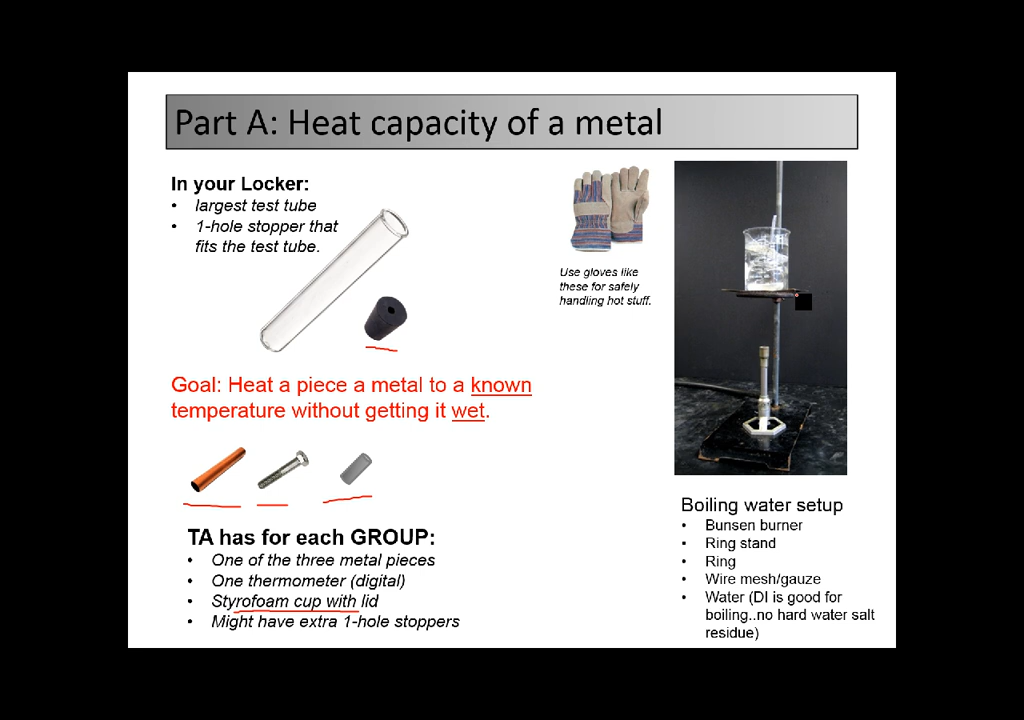 Part A: Heat capacity of a metal
In your Locker:
• largest test tube
• 1-hole stopper that
fits the test tube.
Use gloves like
these for safely
handling hot stuff.
Goal: Heat a piece a metal to a known
temperature without getting it wet.
TA has for each GROUP:
• One of the three metal pieces
• One thermometer (digital)
• Styrofoam cup with lid
• Might have extra 1-hole stoppers
Boiling water setup
• Bunsen burner
• Ring stand
• Ring
• Wire mesh/gauze
• Water (DI is good for
boiling..no hard water salt
residue)